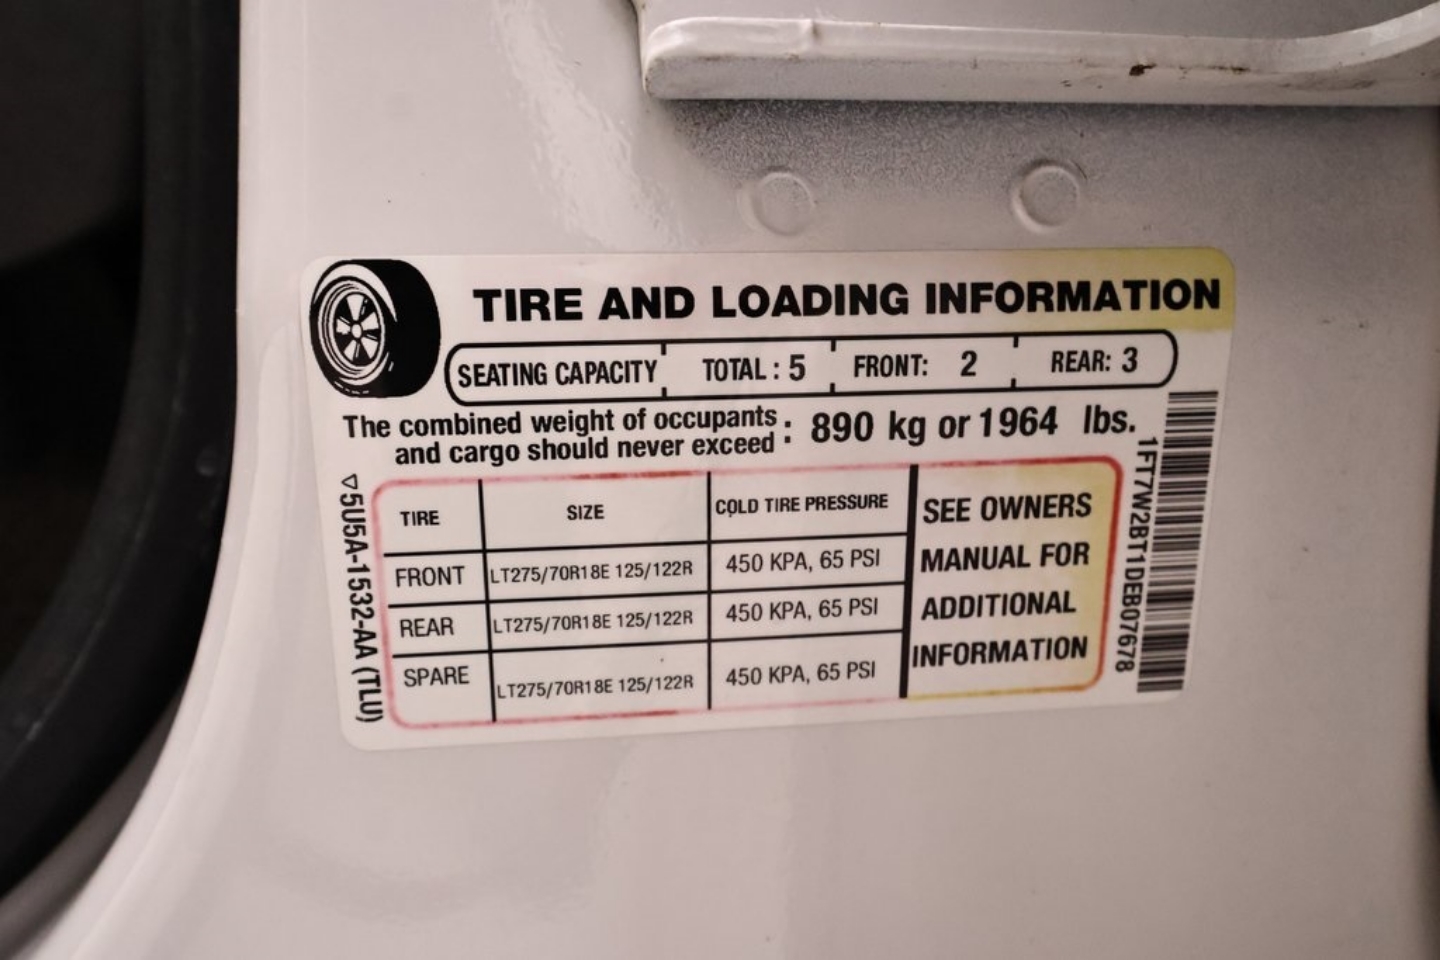 TIRE AND LOADING INFORMATION
SEATING CAPACITY TOTAL : 5 FRONT: 2 REAR: 3
The combined weight of occupants
and cargo should never exceed : 890 kg or 1964 lbs.
TIRE SIZE COLD TIRE PRESSURE
FRONT LT275/70R18E 125/122R 450 KPA, 65 PSI
REAR LT275/70R18E 125/122R 450 KPA, 65 PSI
SPARE LT275/70R18E 125/122R 450 KPA, 65 PSI
SEE OWNERS
MANUAL FOR
ADDITIONAL
INFORMATION
▽5U5A-1532-AA (TLU)
1FT7W2BT1DEB07678